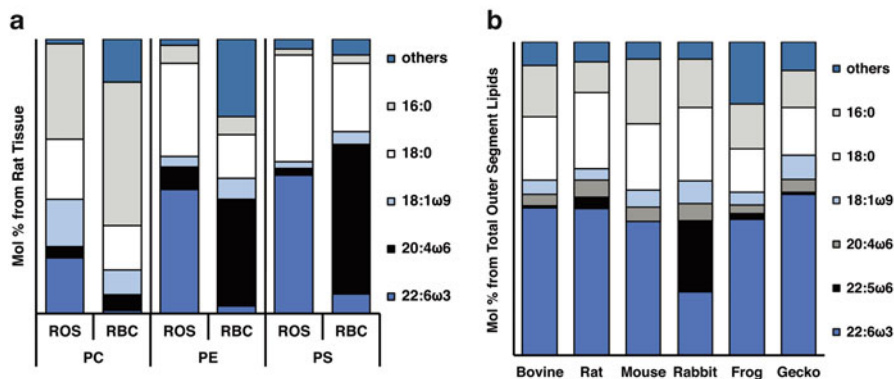 a
Mol % from Rat Tissue
others
16:0
18:0
18:1ω9
20:4ω6
22:6ω3
ROS RBC ROS RBC ROS RBC
PC PE PS
b
Mol % from Total Outer Segment Lipids
others
16:0
18:0
18:1ω9
20:4ω6
22:5ω6
22:6ω3
Bovine Rat Mouse Rabbit Frog Gecko